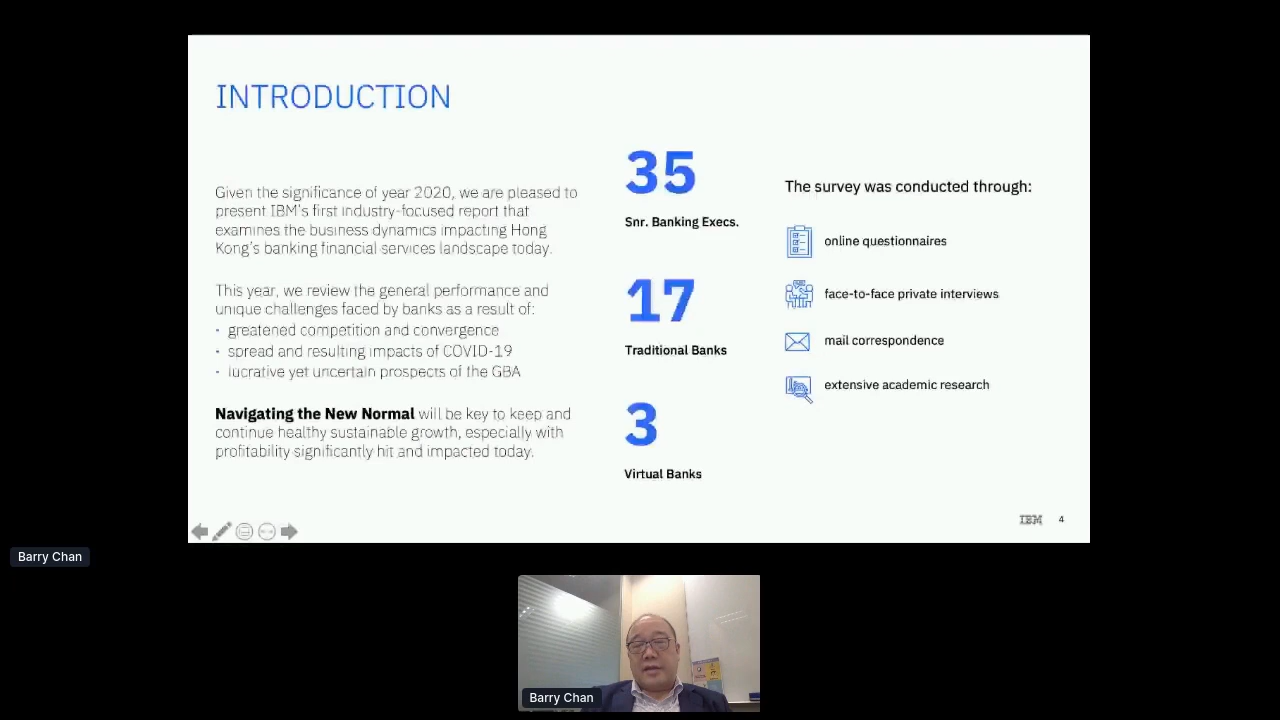 INTRODUCTION
Given the significance of year 2020, we are pleased to
present IBM's first industry-focused report that
examines the business dynamics impacting Hong
Kong's banking financial services landscape today.
This year, we review the general performance and
unique challenges faced by banks as a result of:
• greatened competition and convergence
• spread and resulting impacts of COVID-19
• lucrative yet uncertain prospects of the GBA
Navigating the New Normal will be key to keep and
continue healthy sustainable growth, especially with
profitability significantly hit and impacted today.
35
Snr. Banking Execs.
17
Traditional Banks
3
Virtual Banks
The survey was conducted through:
online questionnaires
face-to-face private interviews
mail correspondence
extensive academic research
IBM 4
Barry Chan
Barry Chan